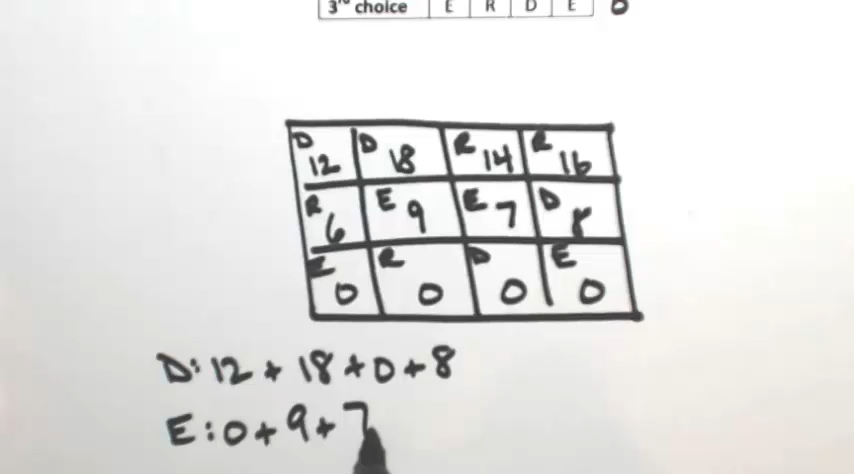 3rd choice E R D E 0
D 12 D 18 R 14 R 16
R 6 E 9 E 7 D 8
E 0 R 0 D 0 E 0
D: 12 + 18 + 0 + 8
E: 0 + 9 + 7